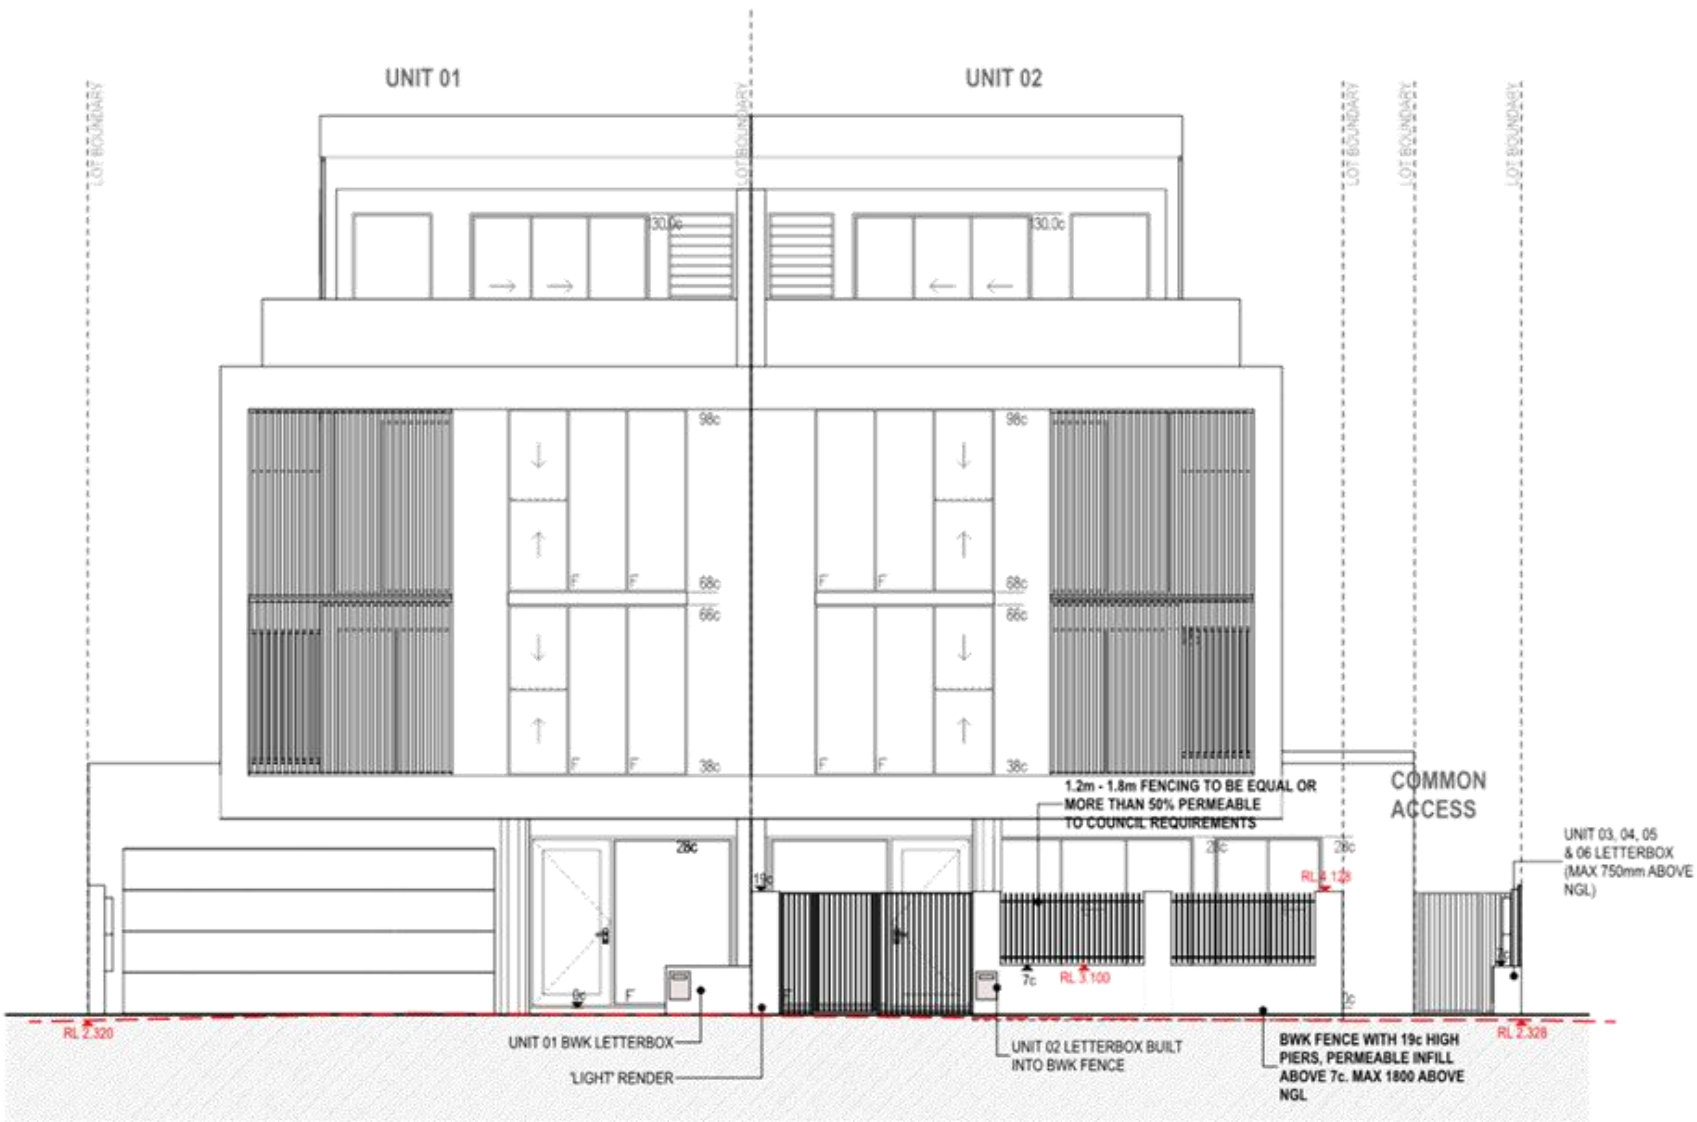 UNIT 01
UNIT 02
LOT BOUNDARY
LOT BOUNDARY
LOT BOUNDARY
LOT BOUNDARY
LOT BOUNDARY
130.0c
130.0c
98c
98c
F
F
68c
F
F
68c
66c
66c
F
F
38c
F
F
38c
1.2m - 1.8m FENCING TO BE EQUAL OR
MORE THAN 50% PERMEABLE
TO COUNCIL REQUIREMENTS
COMMON
ACCESS
UNIT 03, 04, 05
& 06 LETTERBOX
(MAX 750mm ABOVE
NGL)
28c
28c
28c
19c
RL 4.128
7c
RL 3.100
7c
0c
F
F
0c
RL 2.320
RL 2.328
UNIT 01 BWK LETTERBOX
'LIGHT' RENDER
UNIT 02 LETTERBOX BUILT
INTO BWK FENCE
BWK FENCE WITH 19c HIGH
PIERS, PERMEABLE INFILL
ABOVE 7c. MAX 1800 ABOVE
NGL